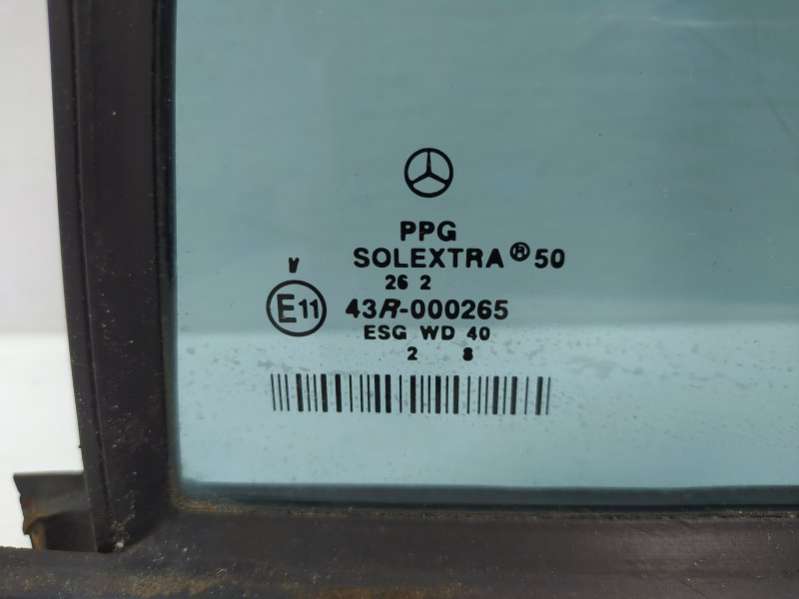 PPG
SOLEXTRA® 50
26 2
V
E11 43R-000265
ESG WD 40
2 8